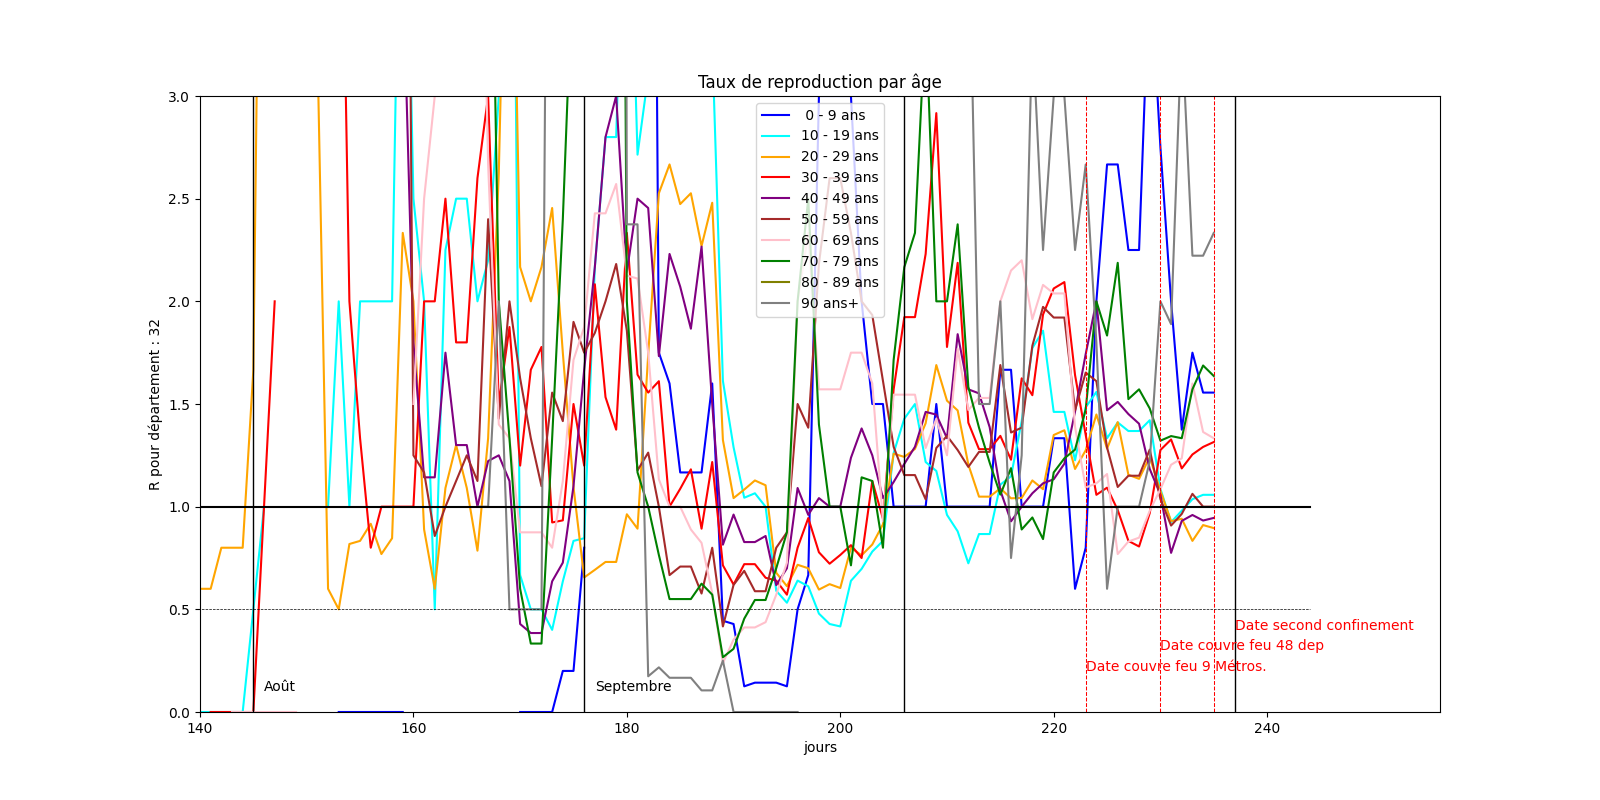 Taux de reproduction par âge
R pour département : 32
3.0
2.5
2.0
1.5
1.0
0.5
0.0
0 - 9 ans
10 - 19 ans
20 - 29 ans
30 - 39 ans
40 - 49 ans
50 - 59 ans
60 - 69 ans
70 - 79 ans
80 - 89 ans
90 ans+
Date second confinement
Date couvre feu 48 dep
Date couvre feu 9 Métros.
Août
Septembre
140 160 180 200 220 240
jours